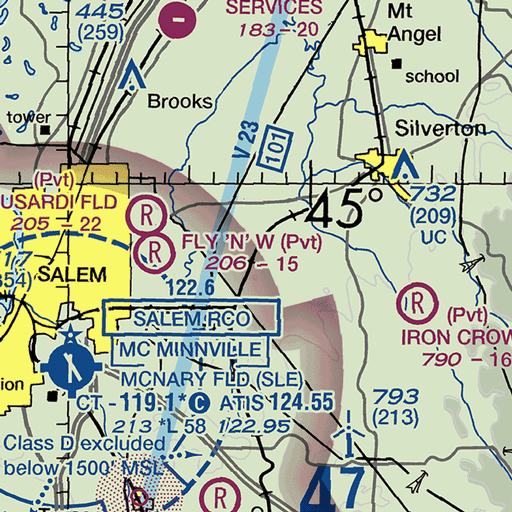 SERVICES
183 – 20
445
(259)
Mt
Angel
school
Brooks
tower
V 23
101
Silverton
(Pvt)
USARDI FLD
205 – 22
R
45°
732
(209)
UC
R
FLY 'N' W (Pvt)
206 – 15
SALEM
122.6
SALEM RCO
R
(Pvt)
IRON CROW
790 – 16
MC MINNVILLE
MCNARY FLD (SLE)
CT - 119.1 * C ATIS 124.55
213 *L 58 122.95
793
(213)
Class D excluded
below 1500' MSL
R
47